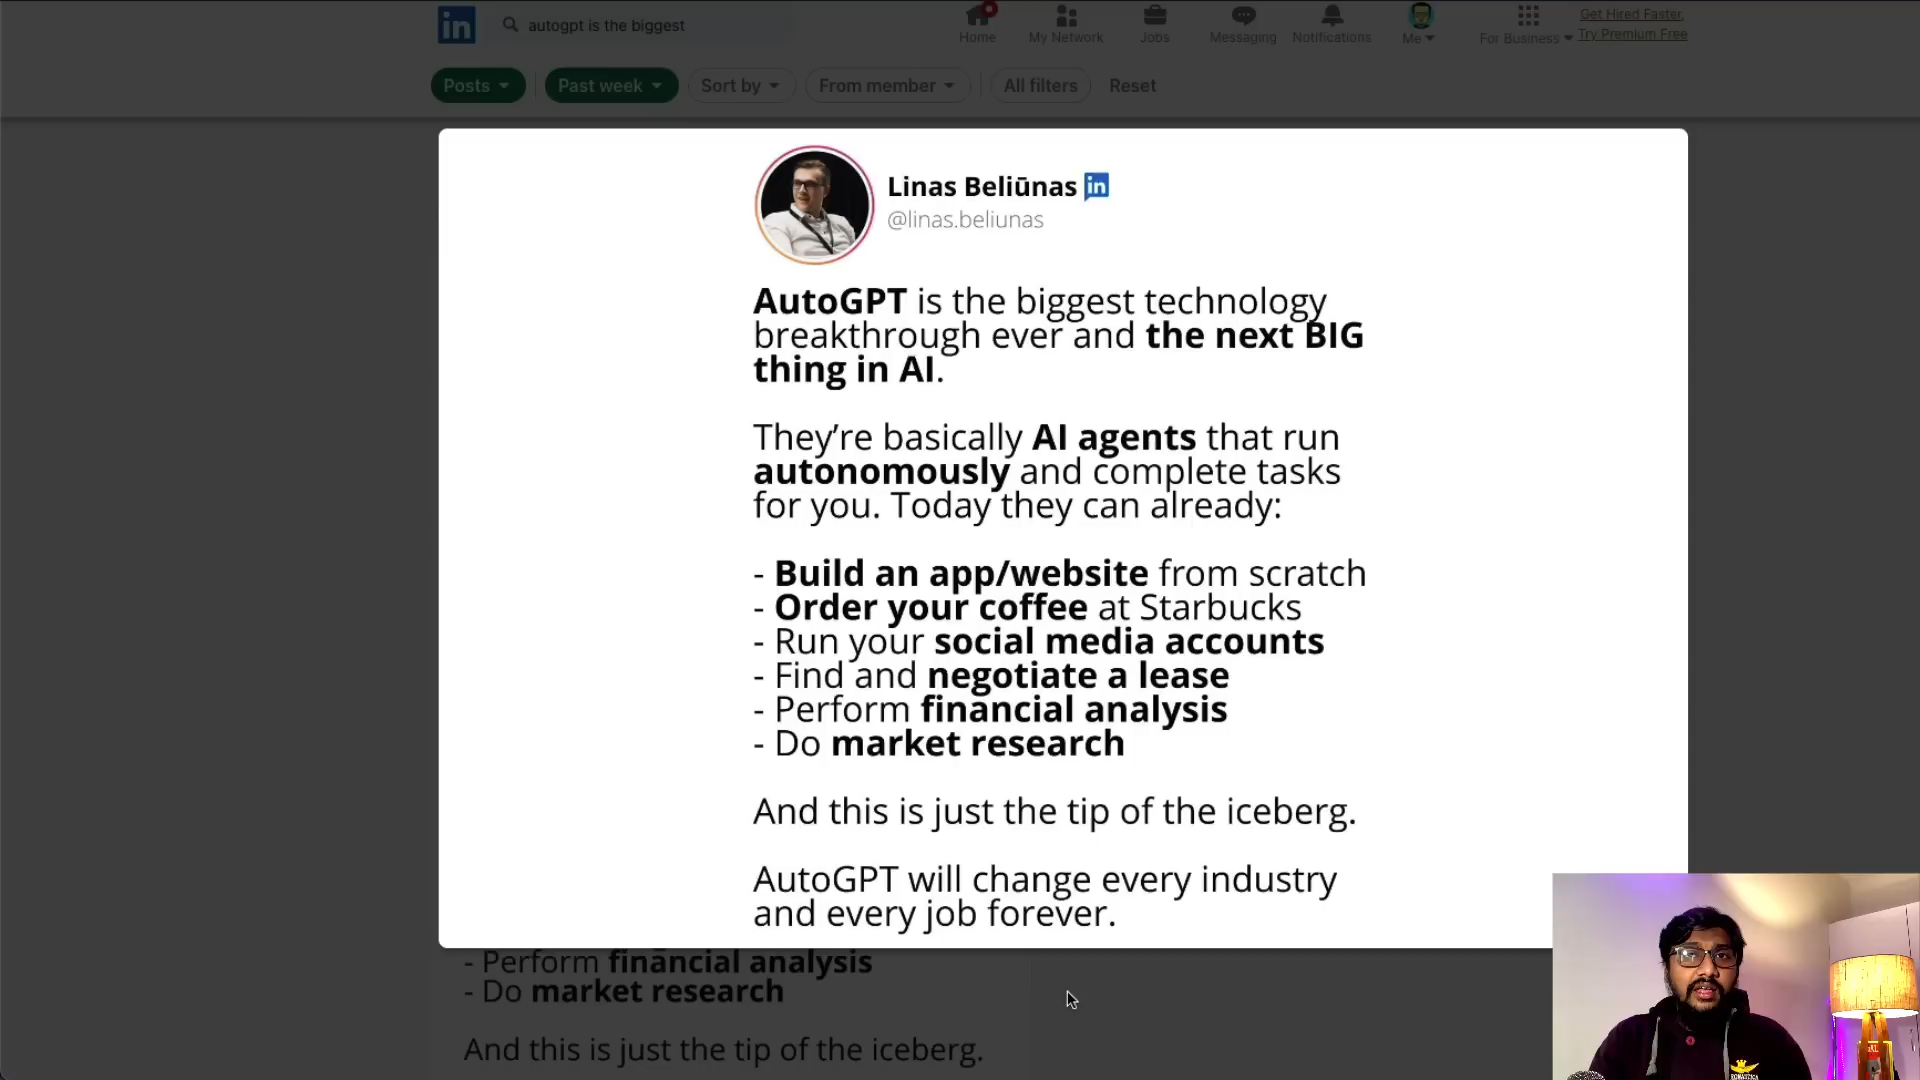 in
autogpt is the biggest
Home
My Network
Jobs
Messaging
Notifications
Me
For Business
Get Hired Faster,
Try Premium Free
Posts
Past week
Sort by
From member
All filters
Reset
Linas Beliūnas in
@linas.beliunas
AutoGPT is the biggest technology
breakthrough ever and the next BIG
thing in AI.
They’re basically AI agents that run
autonomously and complete tasks
for you. Today they can already:
- Build an app/website from scratch
- Order your coffee at Starbucks
- Run your social media accounts
- Find and negotiate a lease
- Perform financial analysis
- Do market research
And this is just the tip of the iceberg.
AutoGPT will change every industry
and every job forever.
- Perform financial analysis
- Do market research
And this is just the tip of the iceberg.